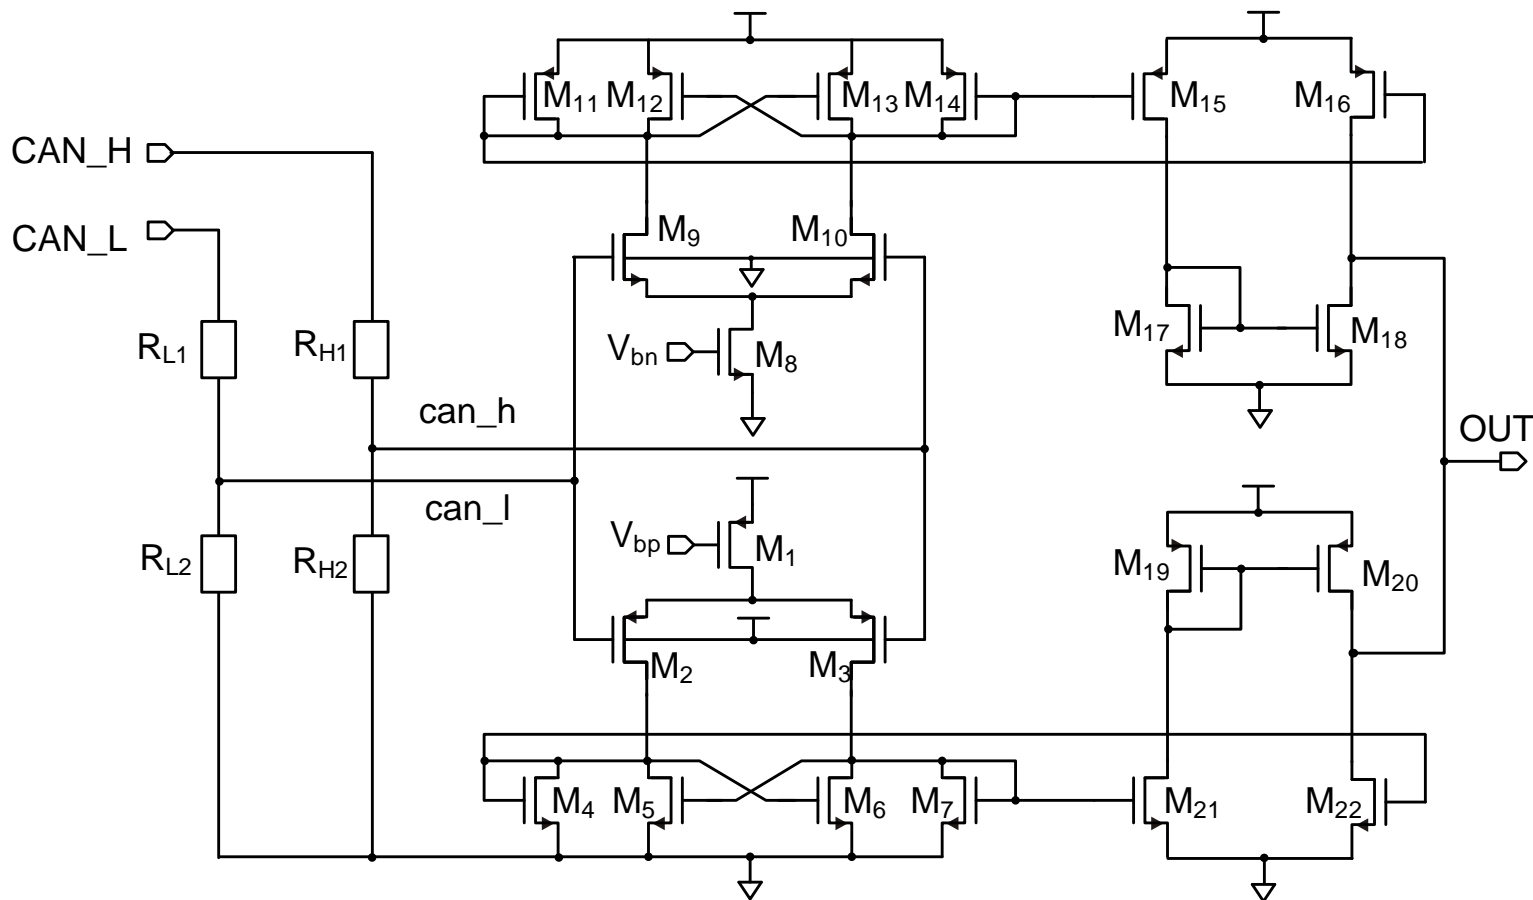 M11 M12 M13 M14 M15 M16
CAN_H
CAN_L
M9 M10
RL1 RH1 Vbn M8 M17 M18
can_h
OUT
can_l
RL2 RH2 Vbp M1 M19 M20
M2 M3
M4 M5 M6 M7 M21 M22